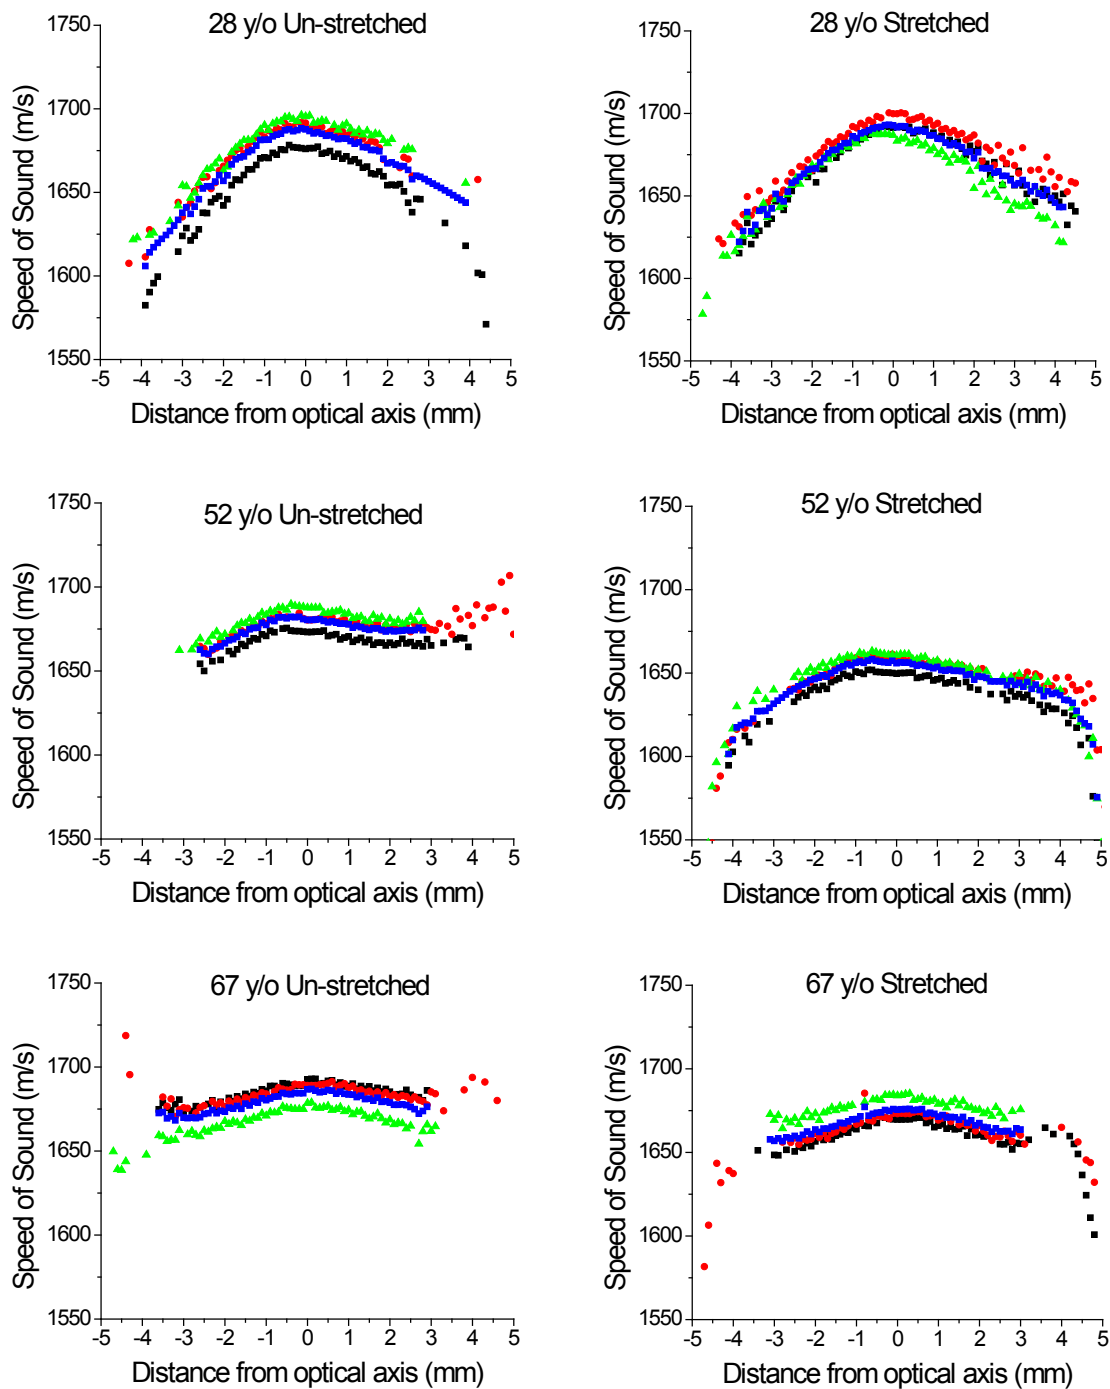 28 y/o Un-stretched
Speed of Sound (m/s)
1750
1700
1650
1600
1550
-5 -4 -3 -2 -1 0 1 2 3 4 5
Distance from optical axis (mm)
28 y/o Stretched
Speed of Sound (m/s)
1750
1700
1650
1600
1550
-5 -4 -3 -2 -1 0 1 2 3 4 5
Distance from optical axis (mm)
52 y/o Un-stretched
Speed of Sound (m/s)
1750
1700
1650
1600
1550
-5 -4 -3 -2 -1 0 1 2 3 4 5
Distance from optical axis (mm)
52 y/o Stretched
Speed of Sound (m/s)
1750
1700
1650
1600
1550
-5 -4 -3 -2 -1 0 1 2 3 4 5
Distance from optical axis (mm)
67 y/o Un-stretched
Speed of Sound (m/s)
1750
1700
1650
1600
1550
-5 -4 -3 -2 -1 0 1 2 3 4 5
Distance from optical axis (mm)
67 y/o Stretched
Speed of Sound (m/s)
1750
1700
1650
1600
1550
-5 -4 -3 -2 -1 0 1 2 3 4 5
Distance from optical axis (mm)